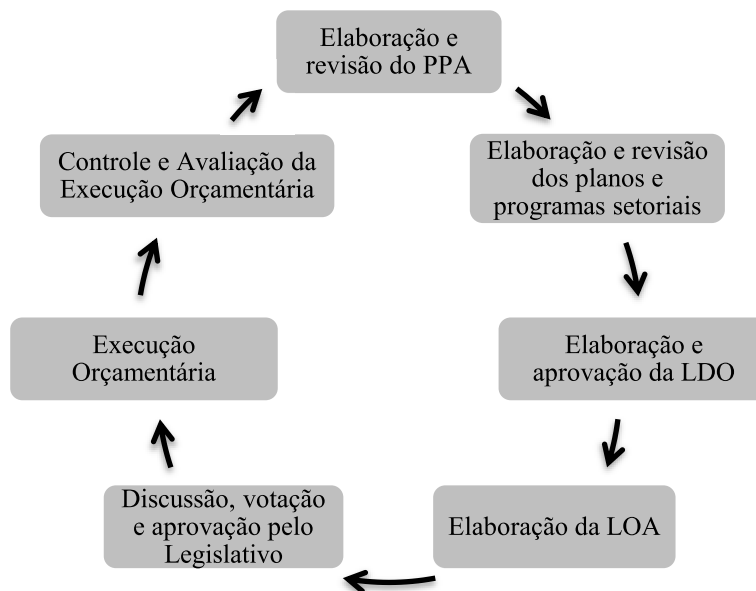 Elaboração e
revisão do PPA
Elaboração e revisão
dos planos e
programas setoriais
Elaboração e
aprovação da LDO
Elaboração da LOA
Discussão, votação
e aprovação pelo
Legislativo
Execução
Orçamentária
Controle e Avaliação da
Execução Orçamentária